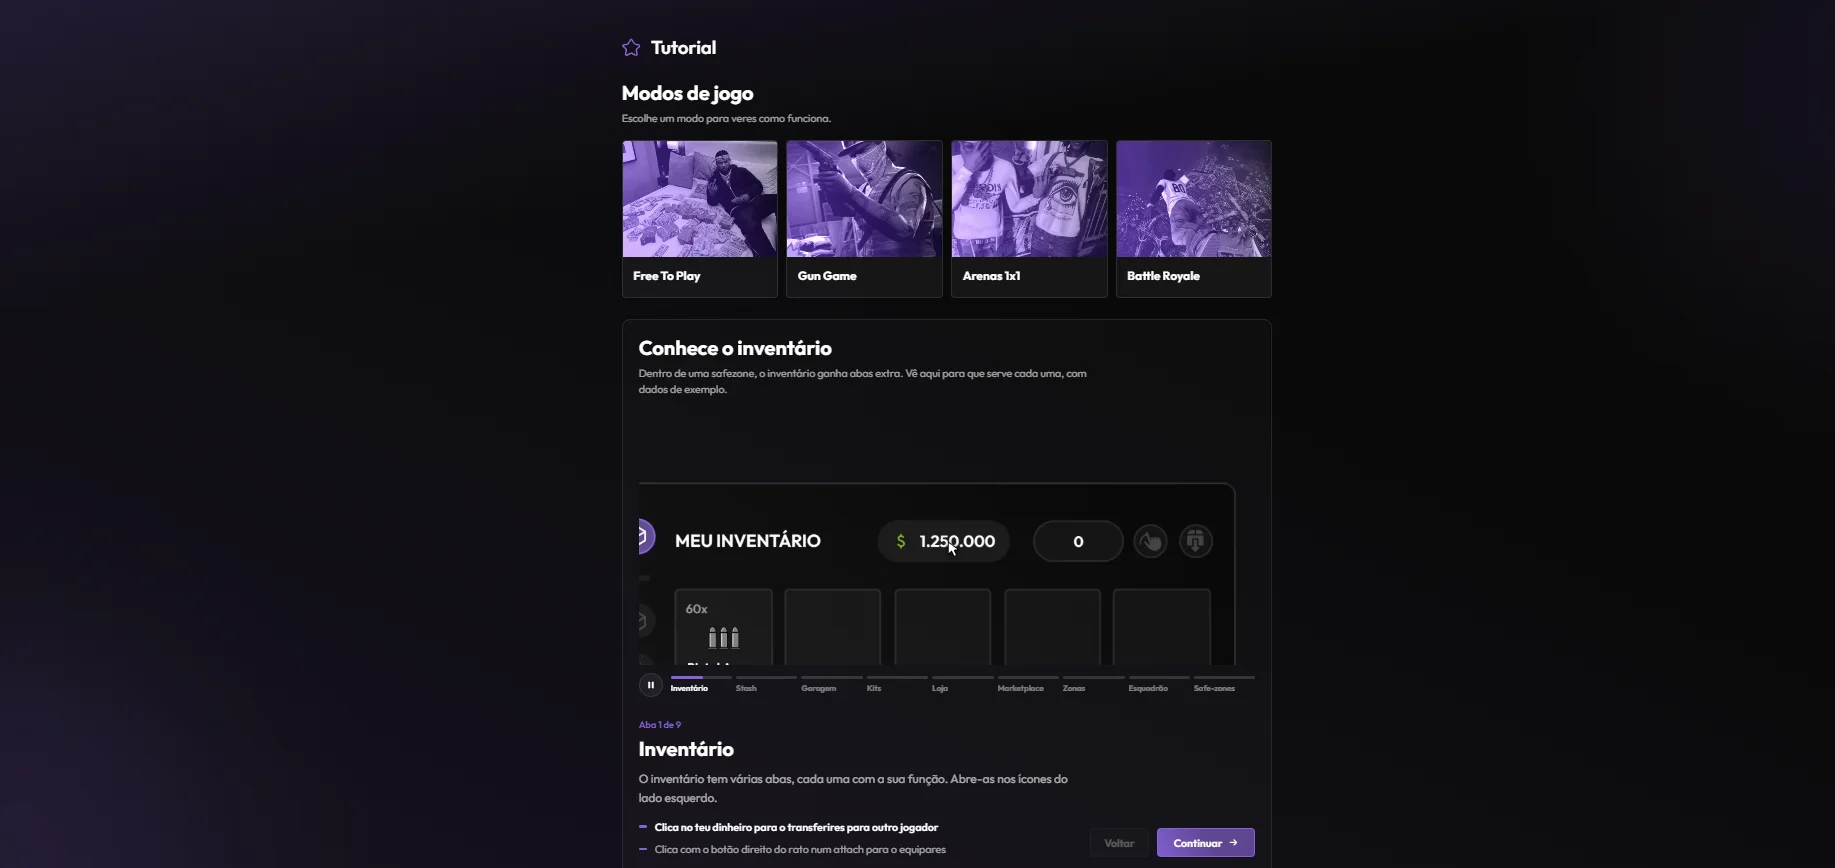 Tutorial
Modos de jogo
Escolhe um modo para veres como funciona.
Free To Play
Gun Game
Arenas 1x1
Battle Royale
Conhece o inventário
Dentro de uma safezone, o inventário ganha abas extra. Vê aqui para que serve cada uma, com
dados de exemplo.
MEU INVENTÁRIO
$ 1.250.000
0
60x
Inventário
Stash
Garagem
Kits
Loja
Marketplace
Zonas
Esquadrão
Safe-zones
Aba 1 de 9
Inventário
O inventário tem várias abas, cada uma com a sua função. Abre-as nos ícones do
lado esquerdo.
Clica no teu dinheiro para o transferires para outro jogador
Clica com o botão direito do rato num attach para o equipares
Voltar
Continuar